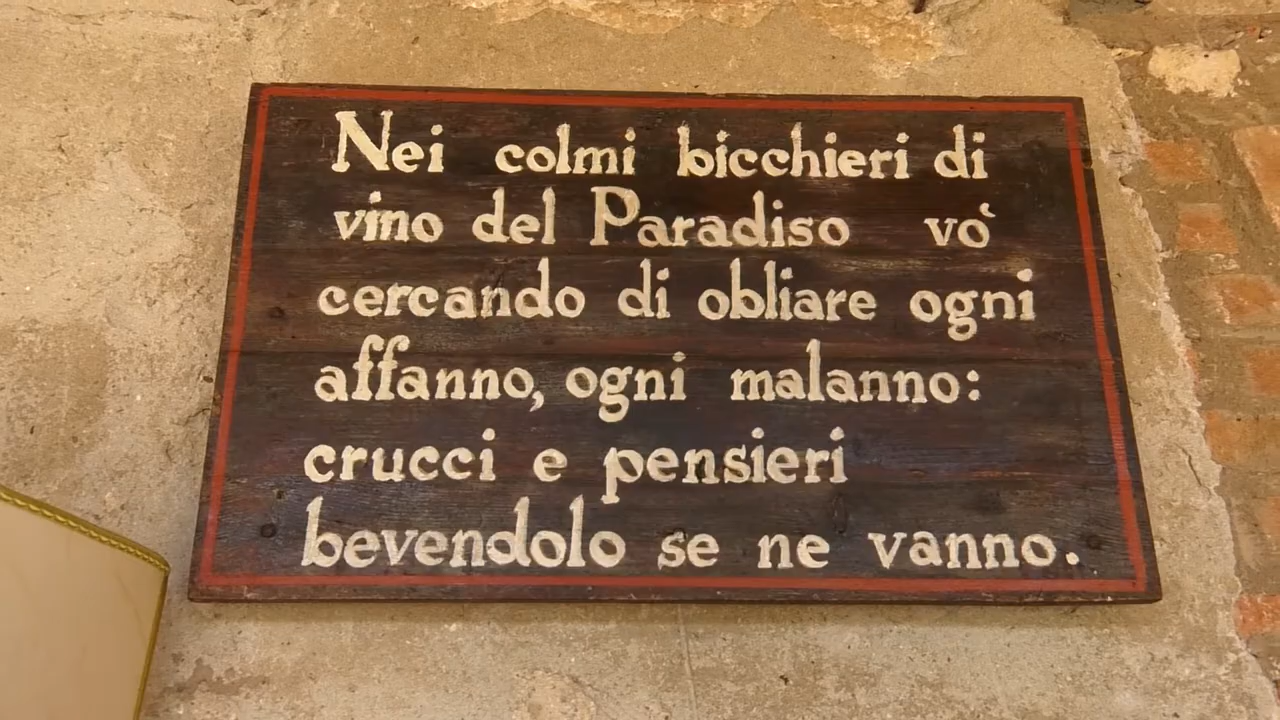 Nei colmi bicchieri di
vino del Paradiso vò
cercando di obliare ogni
affanno, ogni malanno:
crucci e pensieri
bevendolo se ne vanno.